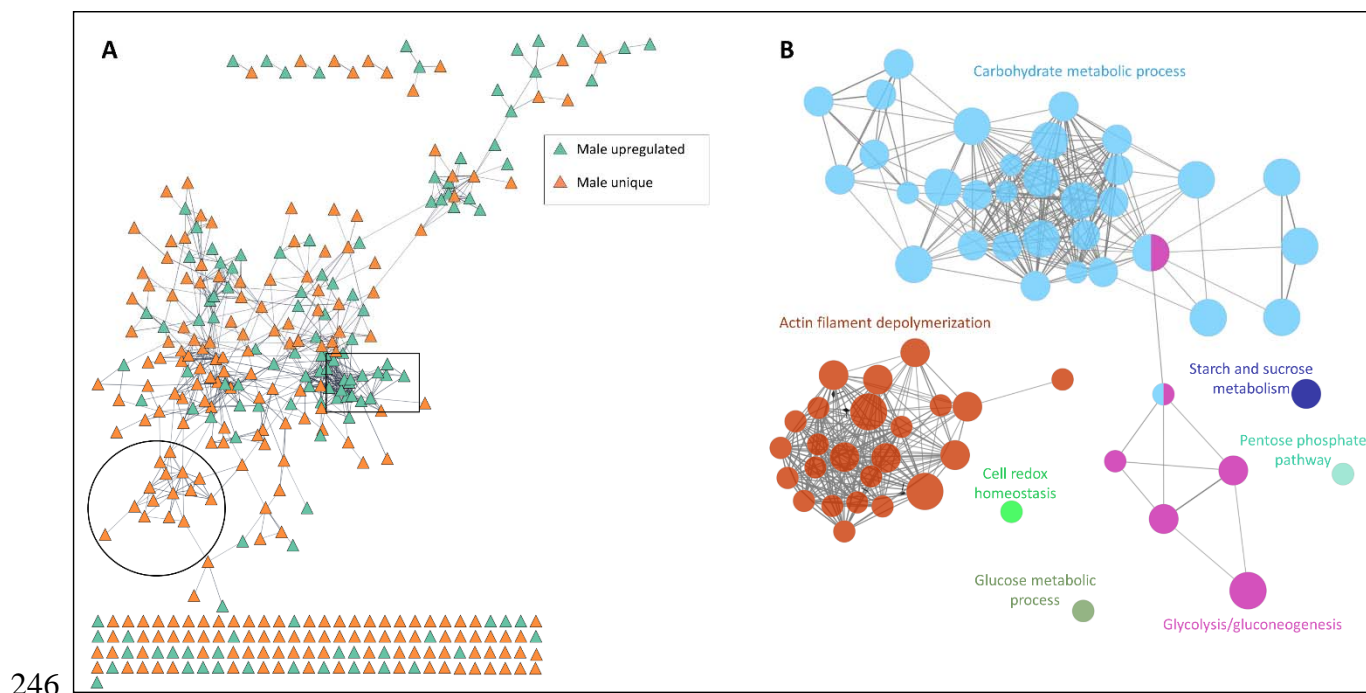 A
B
Carbohydrate metabolic process
Male upregulated
Male unique
Actin filament depolymerization
Starch and sucrose
metabolism
Pentose phosphate
pathway
Cell redox
homeostasis
Glucose metabolic
process
Glycolysis/gluconeogenesis
246